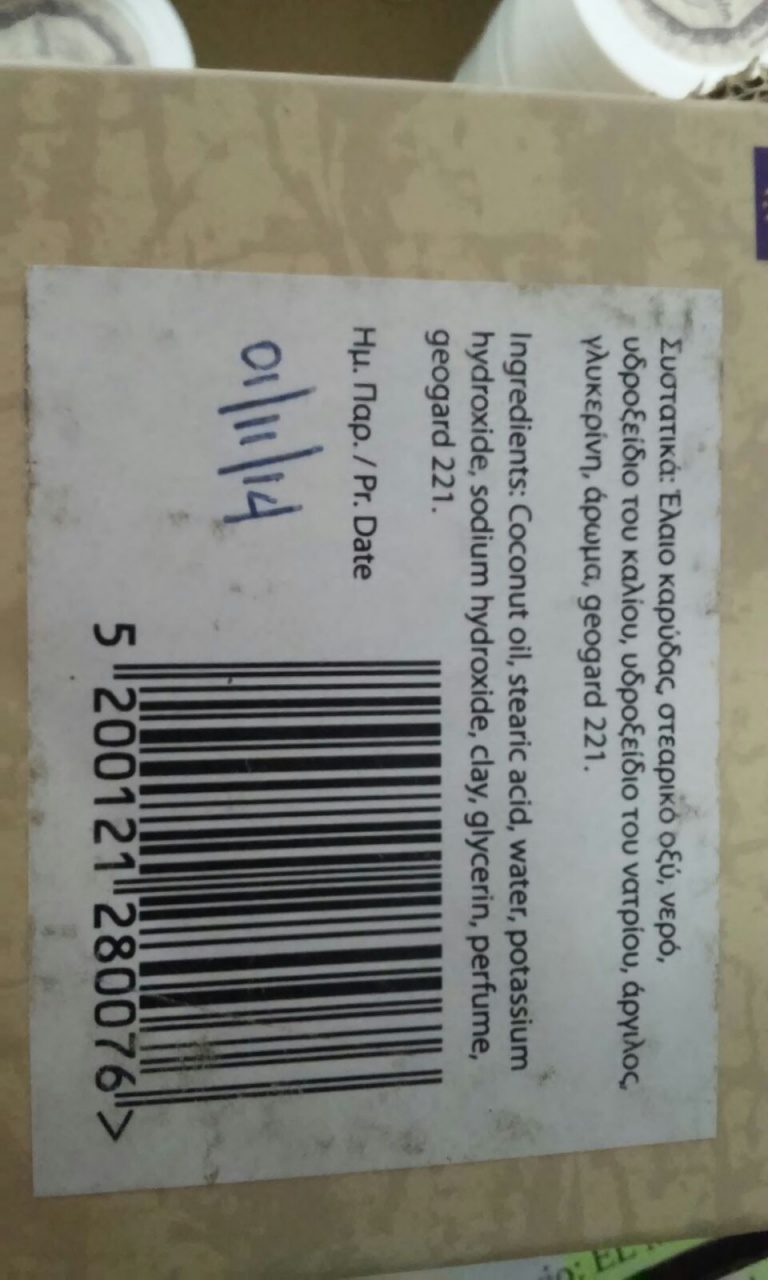 Συστατικά: Έλαιο καρύδας, στεαρικό οξύ, νερό,
υδροξείδιο του καλίου, υδροξείδιο του νατρίου, άργιλος,
γλυκερίνη, άρωμα, geogard 221.
Ingredients: Coconut oil, stearic acid, water, potassium
hydroxide, sodium hydroxide, clay, glycerin, perfume,
geogard 221.
Ημ. Παρ. / Pr. Date
01/11/14
5 200121 280076 >